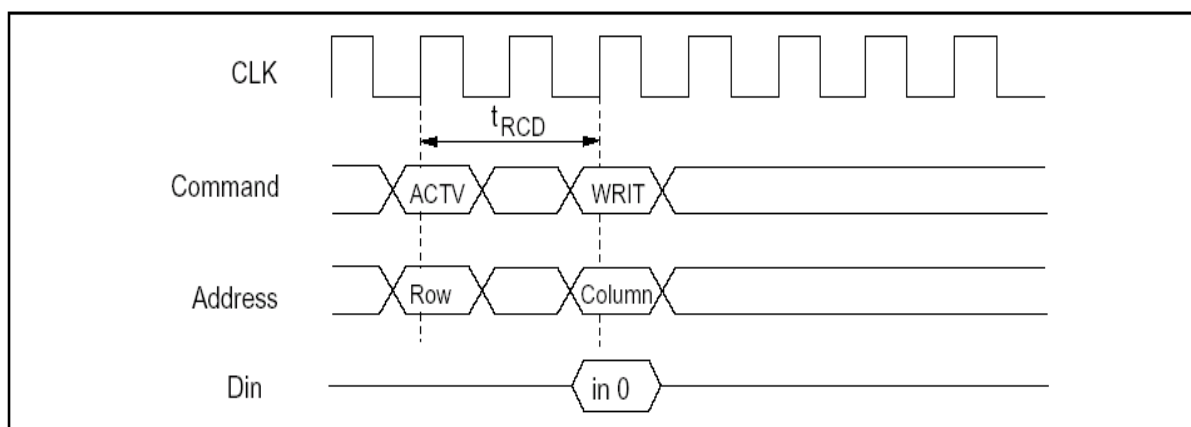 CLK
tRCD
Command ACTV WRIT
Address Row Column
Din in 0